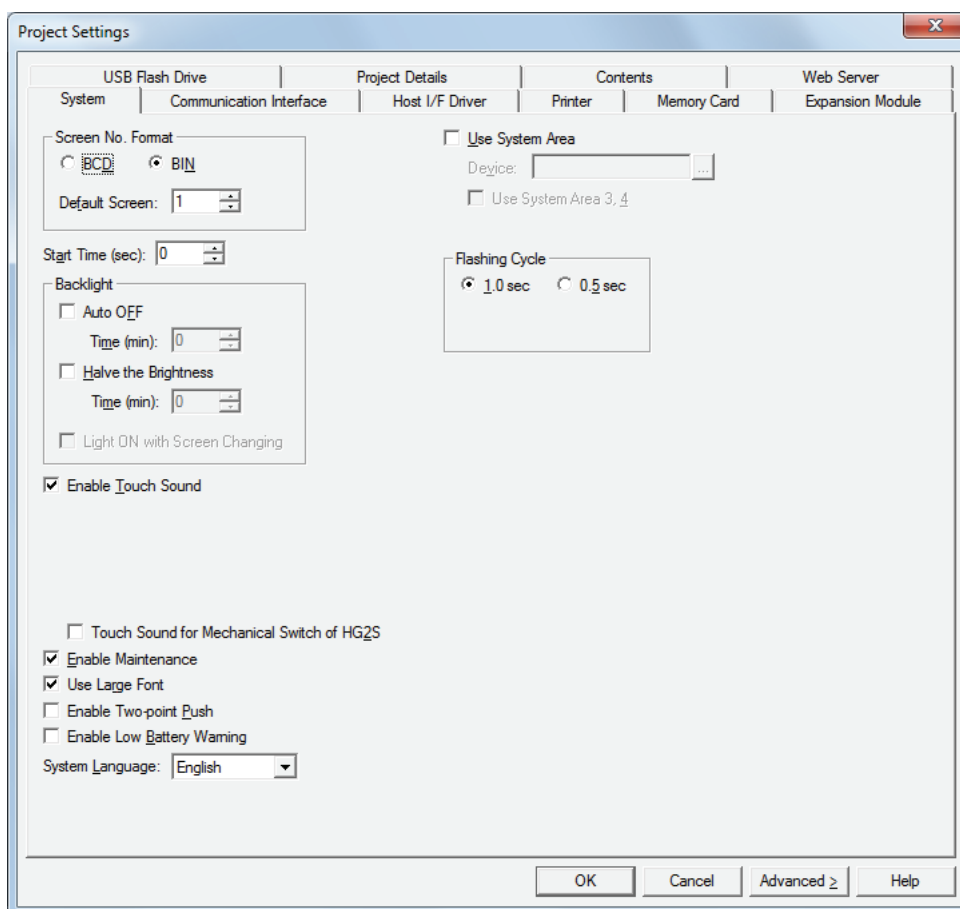 Project Settings
USB Flash Drive Project Details Contents Web Server
System Communication Interface Host I/F Driver Printer Memory Card Expansion Module
Screen No. Format
BCD BIN
Default Screen: 1
Start Time (sec): 0
Backlight
Auto OFF
Time (min): 0
Halve the Brightness
Time (min): 0
Light ON with Screen Changing
Enable Touch Sound
Touch Sound for Mechanical Switch of HG2S
Enable Maintenance
Use Large Font
Enable Two-point Push
Enable Low Battery Warning
System Language: English
Use System Area
Device: ...
Use System Area 3, 4
Flashing Cycle
1.0 sec 0.5 sec
OK Cancel Advanced > Help